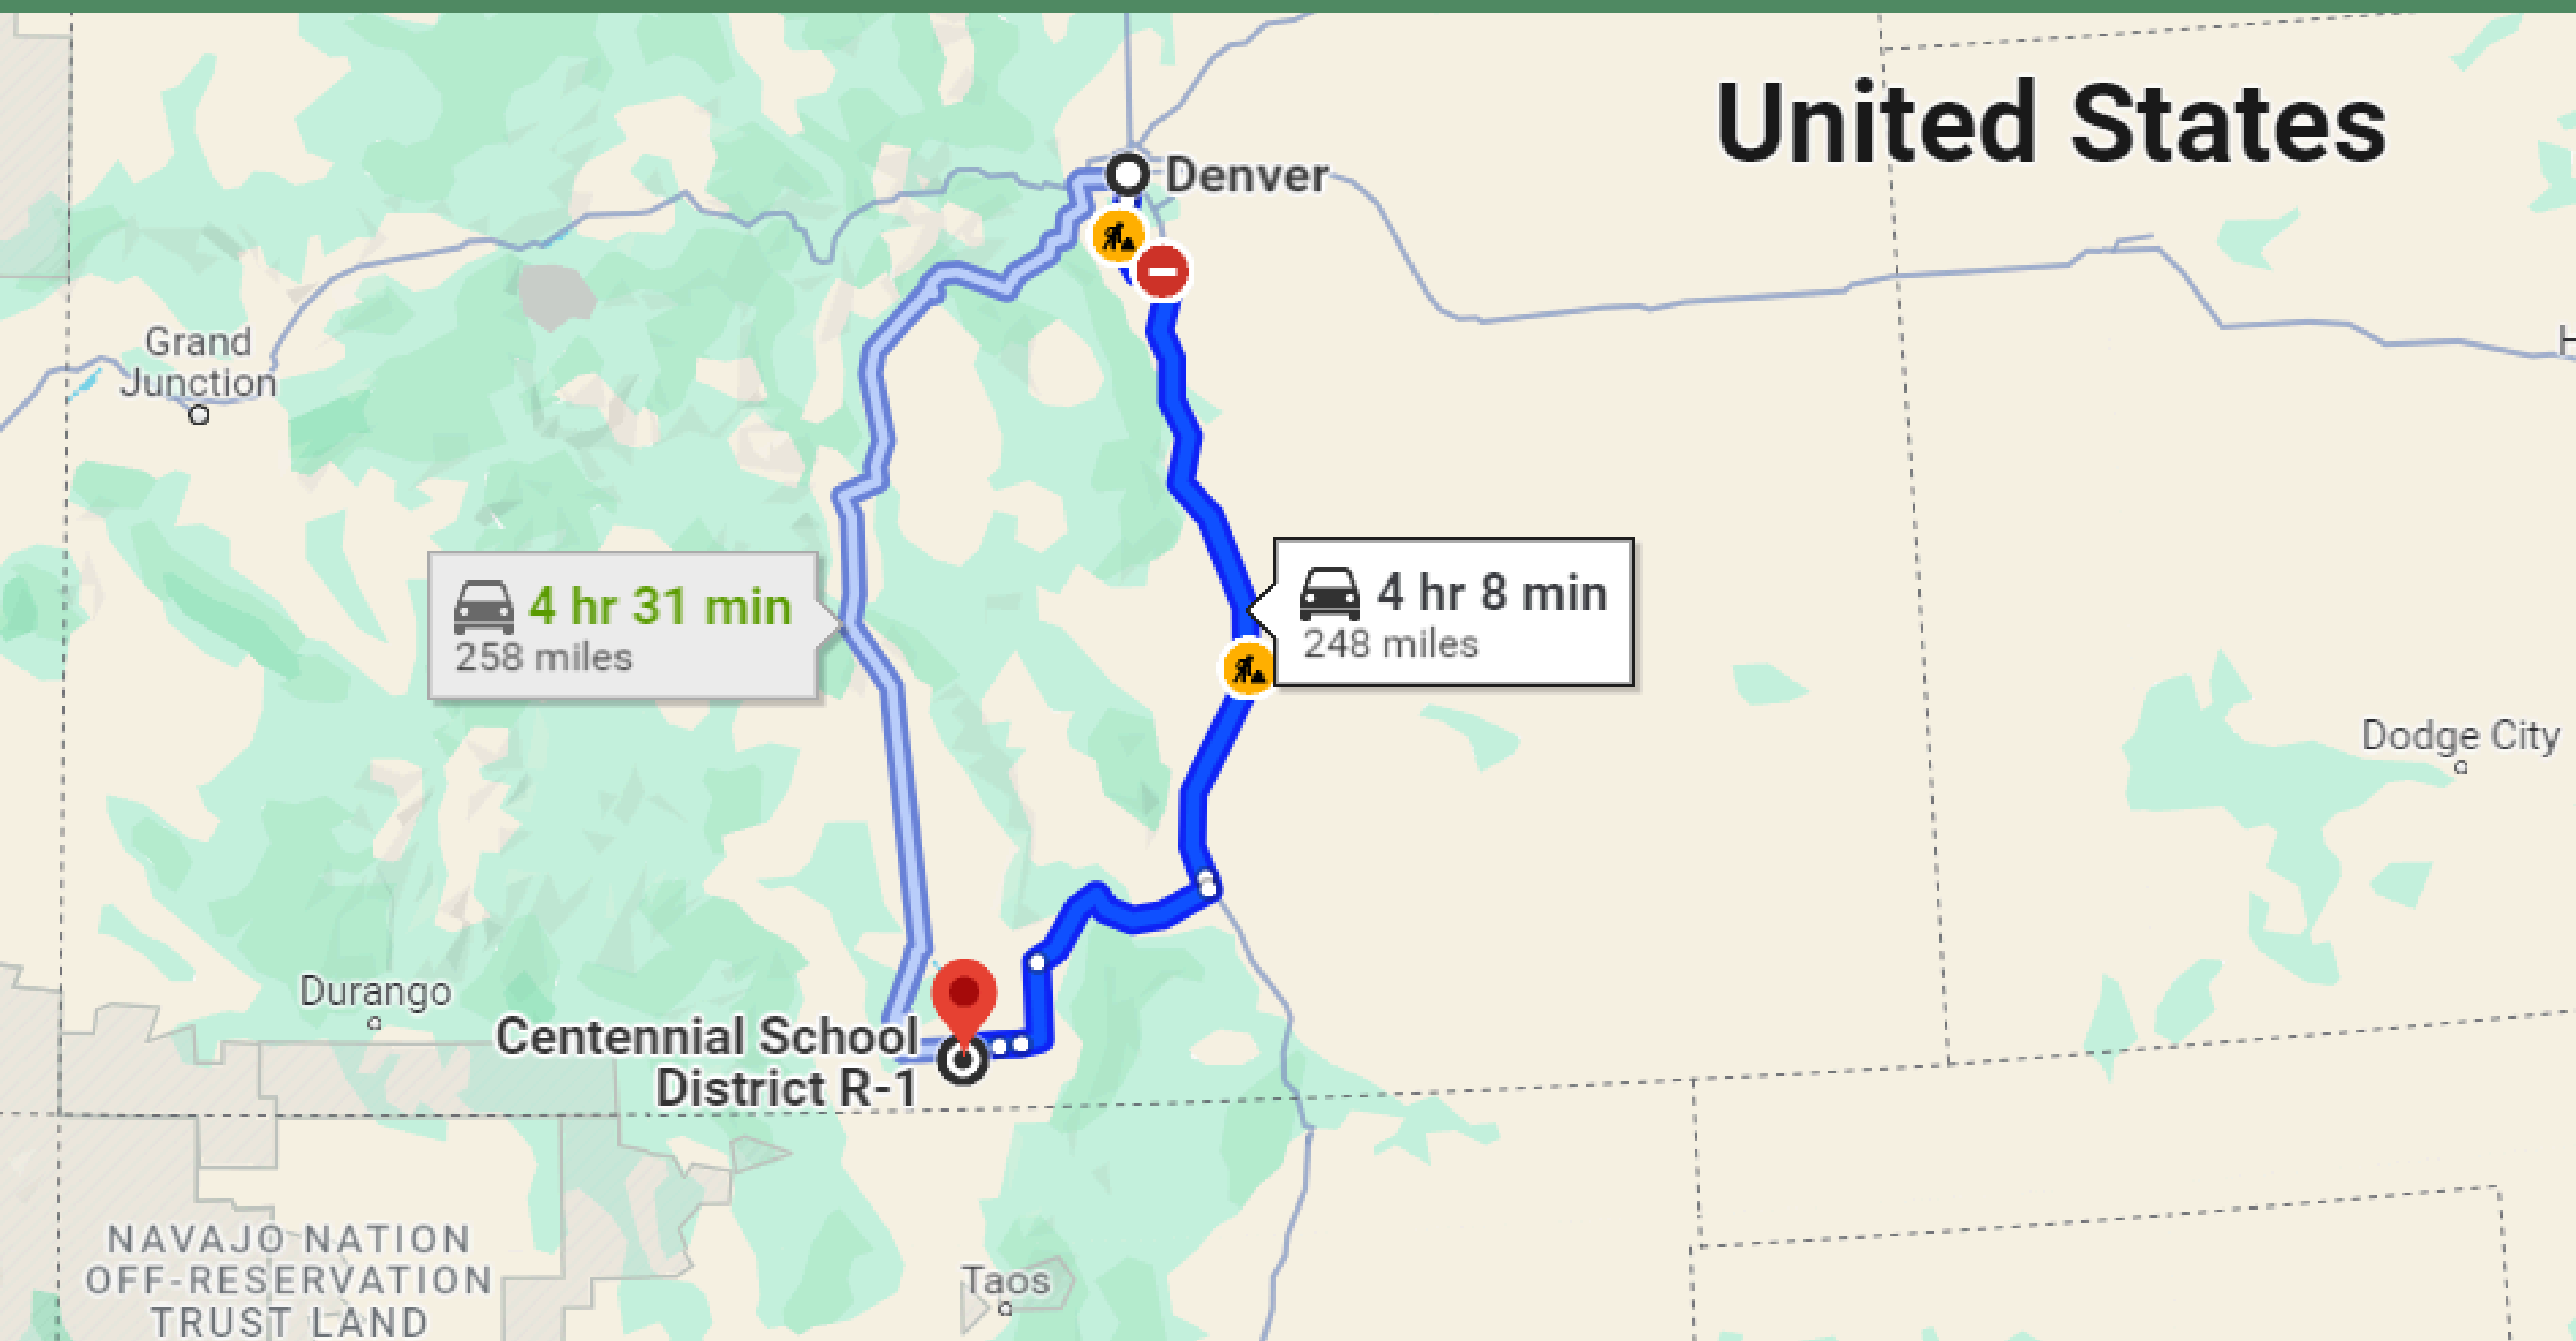 United States
Denver
Grand
Junction
4 hr 31 min
258 miles
4 hr 8 min
248 miles
Dodge City
Durango
Centennial School
District R-1
NAVAJO NATION
OFF-RESERVATION
TRUST LAND
Taos